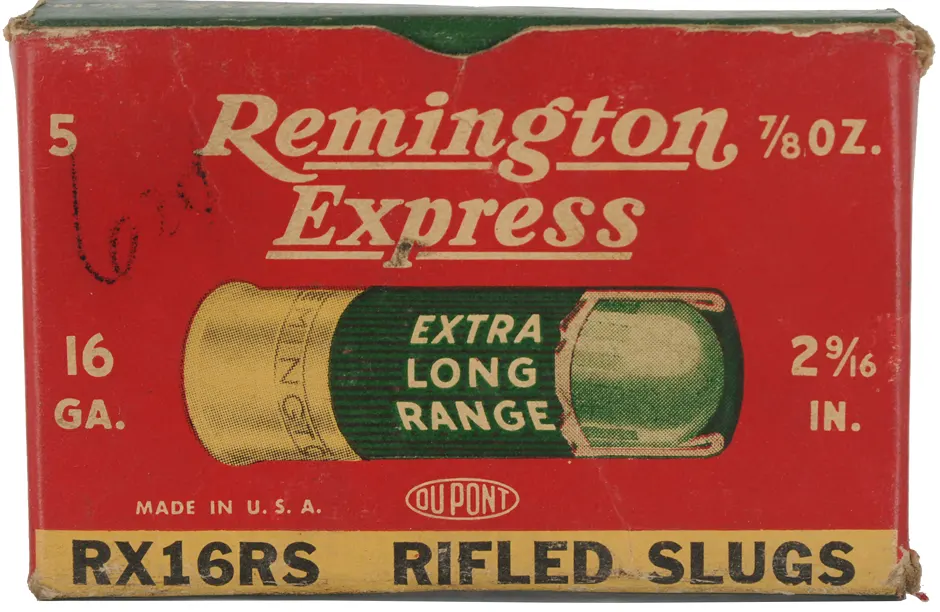 5 Remington 7/8 OZ.
Express
REMINGTO
EXTRA
LONG
RANGE
16
GA.
2 9/16
IN.
MADE IN U.S.A. DU PONT
RX16RS RIFLED SLUGS